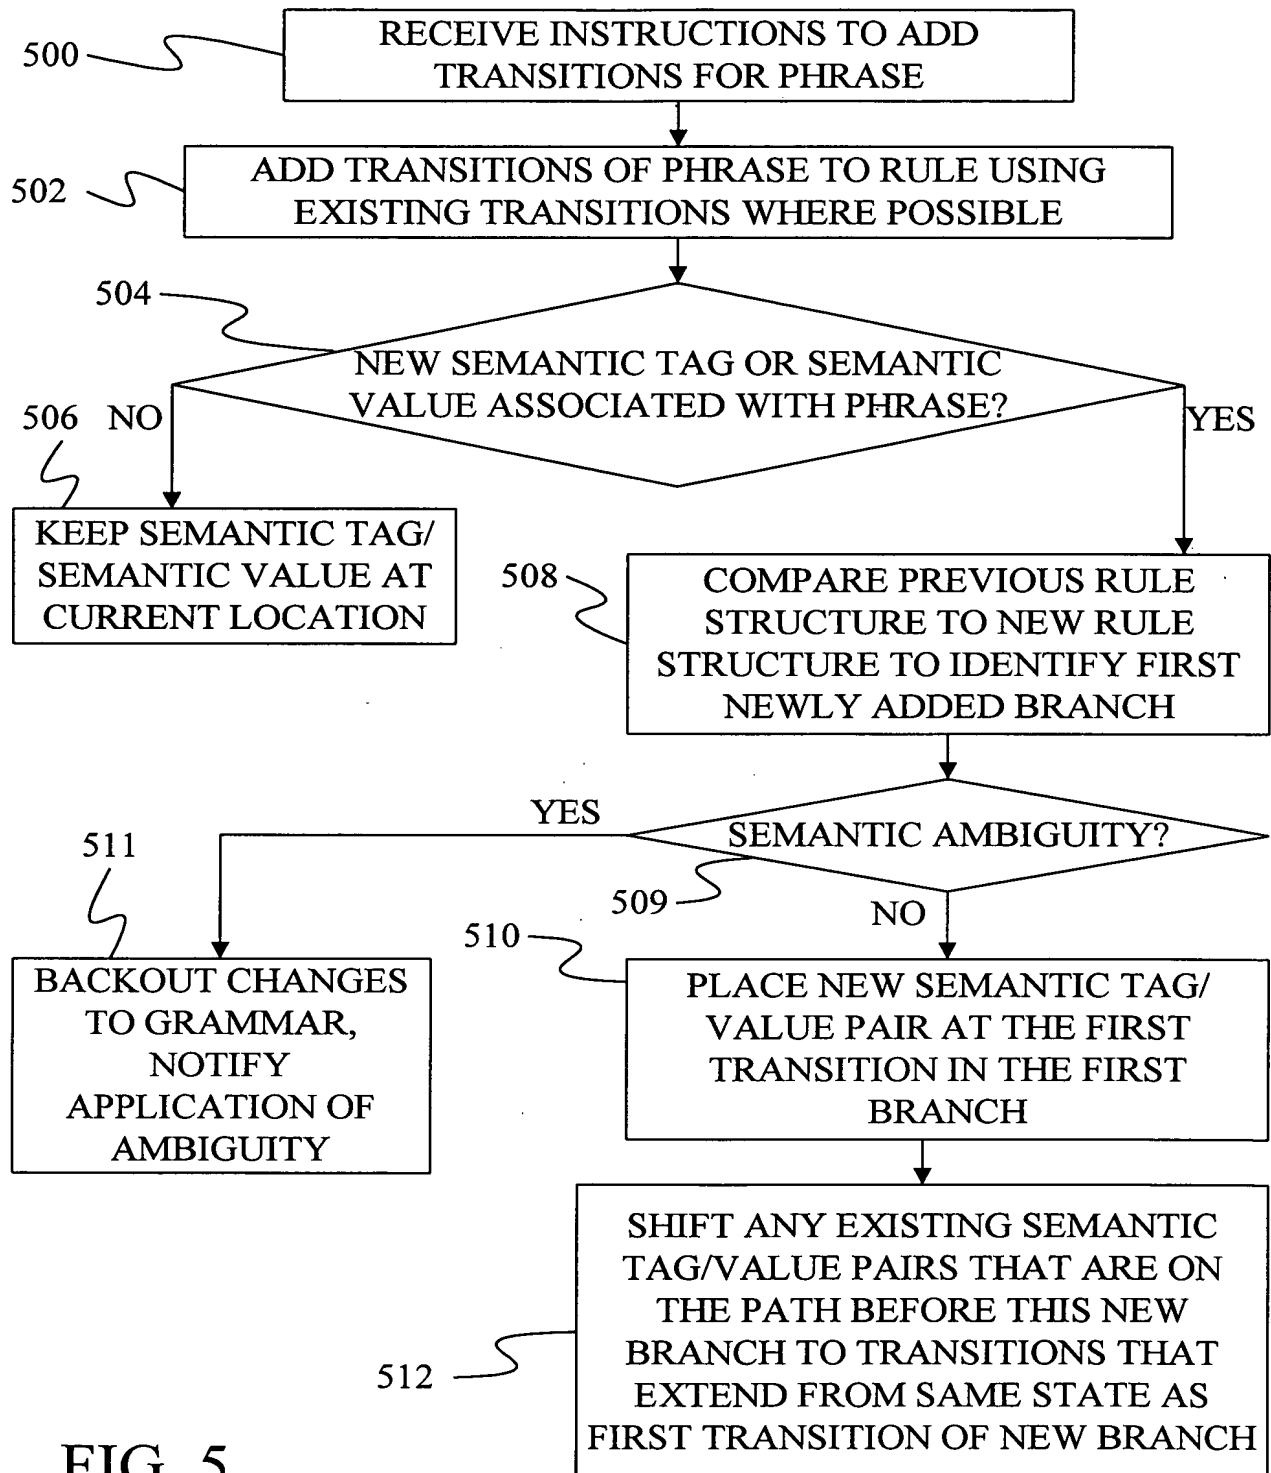 RECEIVE INSTRUCTIONS TO ADD
TRANSITIONS FOR PHRASE
500
ADD TRANSITIONS OF PHRASE TO RULE USING
EXISTING TRANSITIONS WHERE POSSIBLE
502
504
NEW SEMANTIC TAG OR SEMANTIC
VALUE ASSOCIATED WITH PHRASE?
506 NO
YES
KEEP SEMANTIC TAG/
SEMANTIC VALUE AT
CURRENT LOCATION
508
COMPARE PREVIOUS RULE
STRUCTURE TO NEW RULE
STRUCTURE TO IDENTIFY FIRST
NEWLY ADDED BRANCH
YES
SEMANTIC AMBIGUITY?
511
509
NO
510
BACKOUT CHANGES
TO GRAMMAR,
NOTIFY
APPLICATION OF
AMBIGUITY
PLACE NEW SEMANTIC TAG/
VALUE PAIR AT THE FIRST
TRANSITION IN THE FIRST
BRANCH
SHIFT ANY EXISTING SEMANTIC
TAG/VALUE PAIRS THAT ARE ON
THE PATH BEFORE THIS NEW
BRANCH TO TRANSITIONS THAT
EXTEND FROM SAME STATE AS
FIRST TRANSITION OF NEW BRANCH
512
FIG. 5